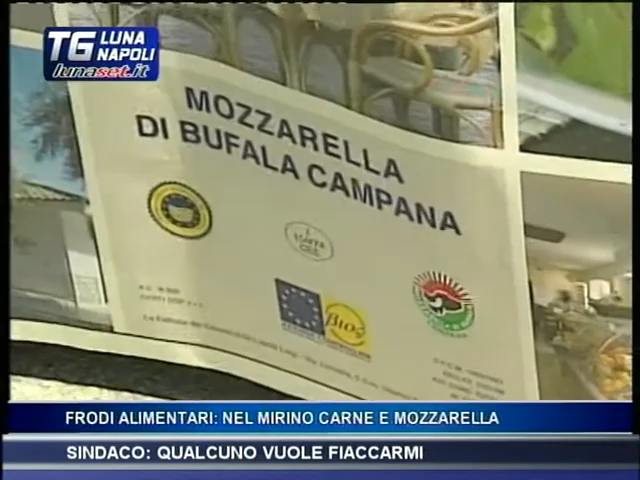 TG LUNA
NAPOLI
lunaset.it
MOZZARELLA
DI BUFALA CAMPANA
BIO
FRODI ALIMENTARI: NEL MIRINO CARNE E MOZZARELLA
SINDACO: QUALCUNO VUOLE FIACCARMI